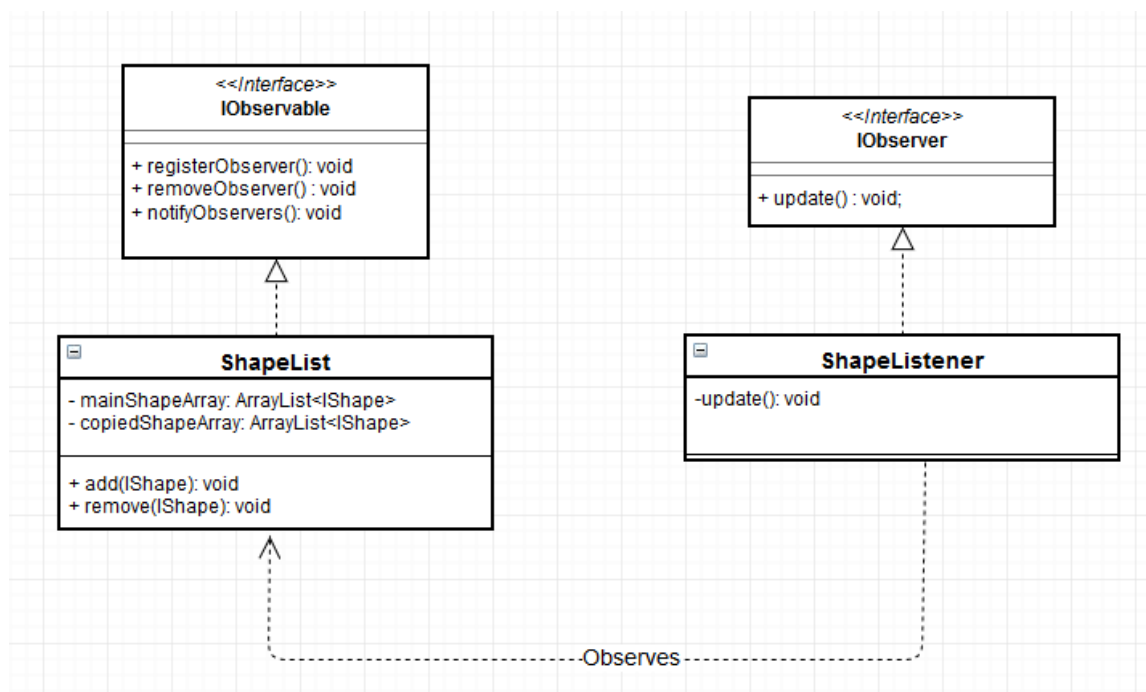 <<Interface>>
IObservable
+ registerObserver(): void
+ removeObserver() : void
+ notifyObservers(): void
<<Interface>>
IObserver
+ update() : void;
ShapeList
- mainShapeArray: ArrayList<IShape>
- copiedShapeArray: ArrayList<IShape>
+ add(IShape): void
+ remove(IShape): void
ShapeListener
-update(): void
Observes